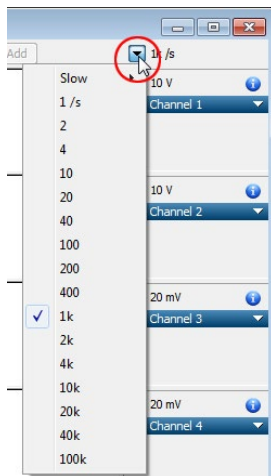 Add
1k /s
Slow
1 /s
2
4
10
20
40
100
200
400
1k
2k
4k
10k
20k
40k
100k
10 V
Channel 1
10 V
Channel 2
20 mV
Channel 3
20 mV
Channel 4